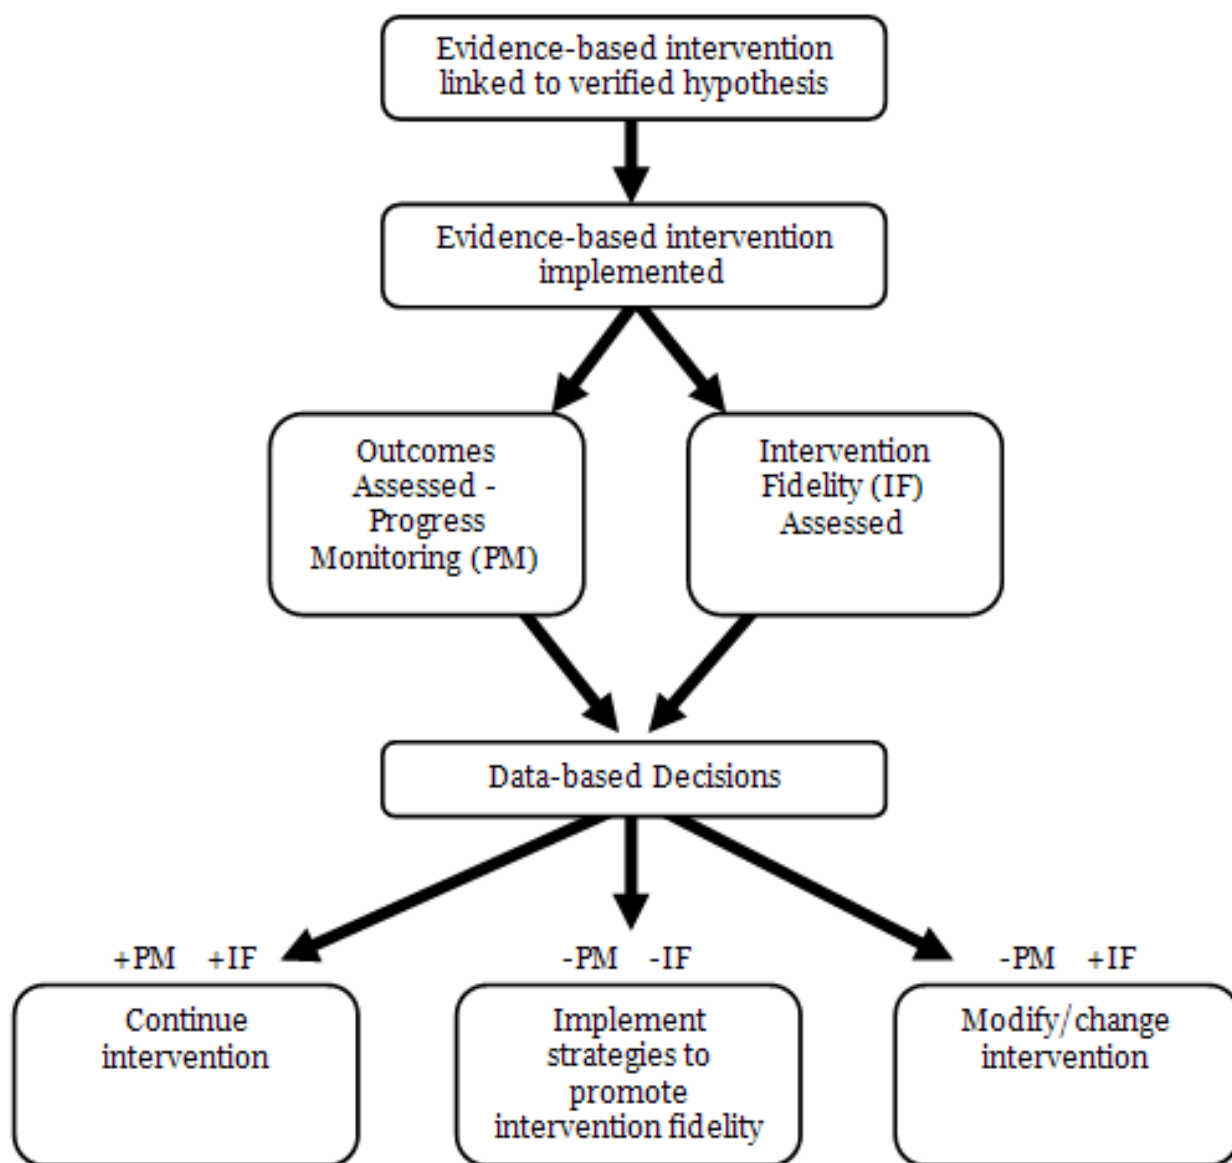 Evidence-based intervention
linked to verified hypothesis
Evidence-based intervention
implemented
Outcomes
Assessed -
Progress
Monitoring (PM)
Intervention
Fidelity (IF)
Assessed
Data-based Decisions
+PM +IF
Continue
intervention
-PM -IF
Implement
strategies to
promote
intervention fidelity
-PM +IF
Modify/change
intervention